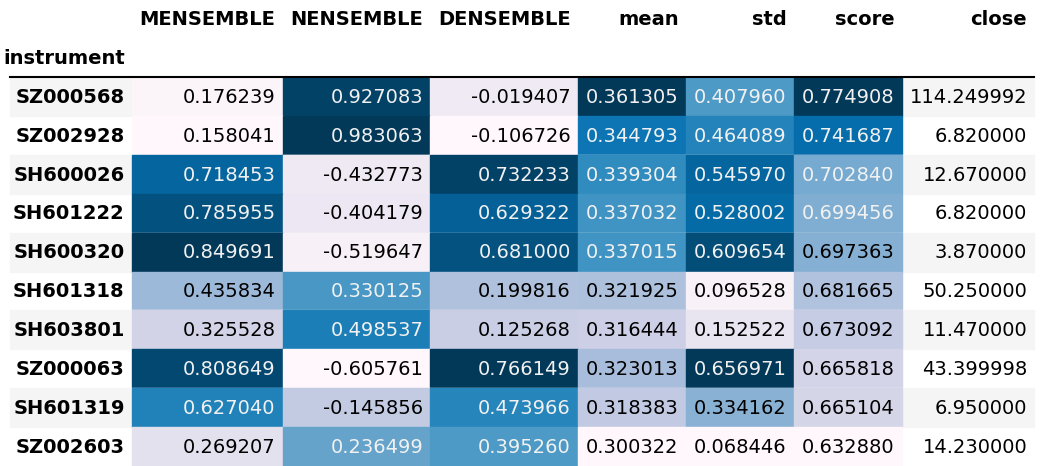 MENSEMBLE NENSEMBLE DENSEMBLE mean std score close
instrument
SZ000568 0.176239 0.927083 -0.019407 0.361305 0.407960 0.774908 114.249992
SZ002928 0.158041 0.983063 -0.106726 0.344793 0.464089 0.741687 6.820000
SH600026 0.718453 -0.432773 0.732233 0.339304 0.545970 0.702840 12.670000
SH601222 0.785955 -0.404179 0.629322 0.337032 0.528002 0.699456 6.820000
SH600320 0.849691 -0.519647 0.681000 0.337015 0.609654 0.697363 3.870000
SH601318 0.435834 0.330125 0.199816 0.321925 0.096528 0.681665 50.250000
SH603801 0.325528 0.498537 0.125268 0.316444 0.152522 0.673092 11.470000
SZ000063 0.808649 -0.605761 0.766149 0.323013 0.656971 0.665818 43.399998
SH601319 0.627040 -0.145856 0.473966 0.318383 0.334162 0.665104 6.950000
SZ002603 0.269207 0.236499 0.395260 0.300322 0.068446 0.632880 14.230000